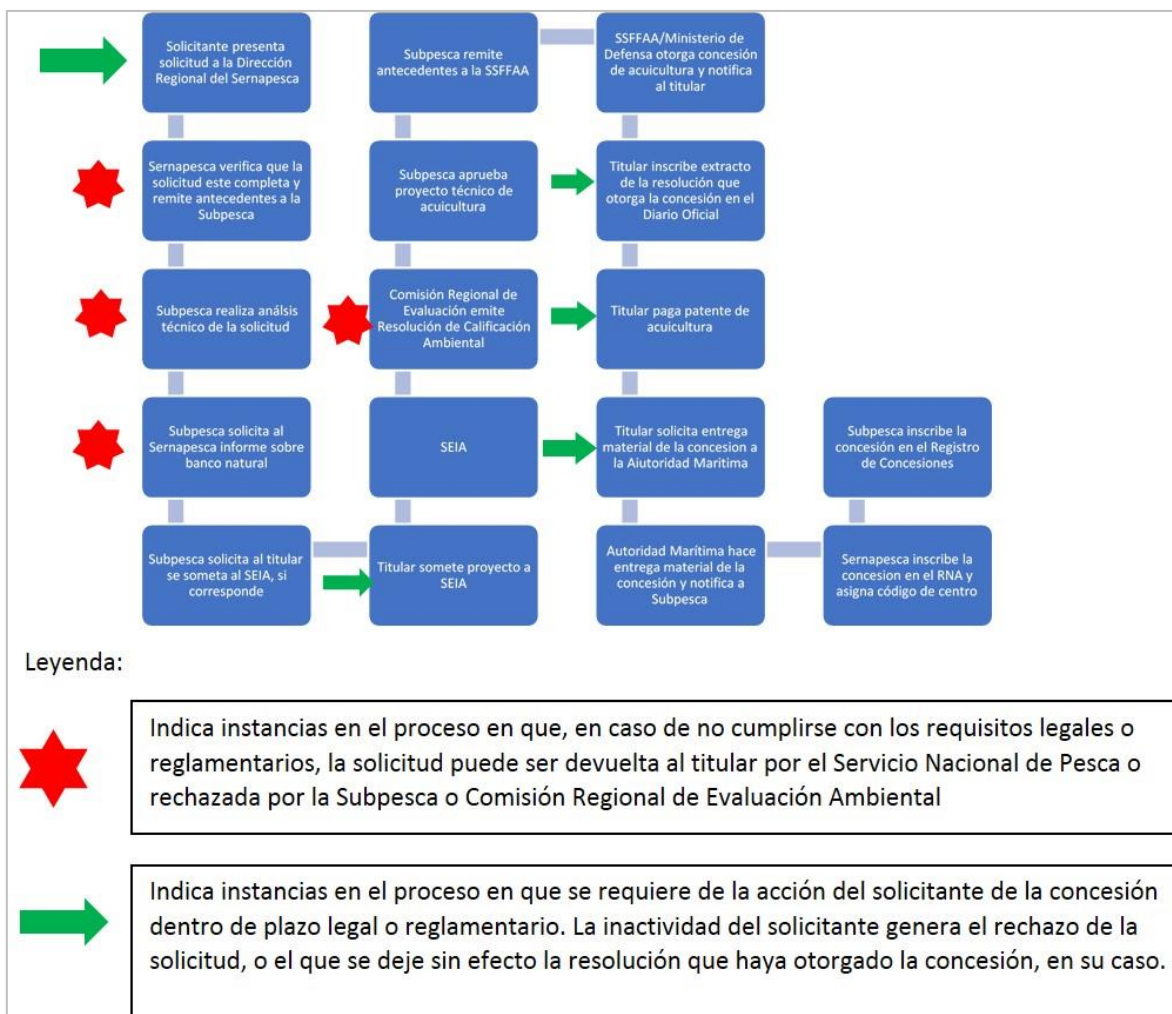 Solicitante presenta
solicitud a la Dirección
Regional del Sernapesca
Sernapesca verifica que la
solicitud este completa y
remite antecedentes a la
Subpesca
Subpesca realiza análsis
técnico de la solicitud
Subpesca solicita al
Sernapesca informe sobre
banco natural
Subpesca solicita al titular
se someta al SEIA, si
corresponde
Titular somete proyecto a
SEIA
SEIA
Comisión Regional de
Evaluación emite
Resolución de Calificación
Ambiental
Subpesca aprueba
proyecto técnico de
acuicultura
Subpesca remite
antecedentes a la SSFFAA
SSFFAA/Ministerio de
Defensa otorga concesión
de acuicultura y notifica
al titular
Titular inscribe extracto
de la resolución que
otorga la concesión en el
Diario Oficial
Titular paga patente de
acuicultura
Titular solicita entrega
material de la concesion a
la Aiutoridad Maritima
Autoridad Marítima hace
entrega material de la
concesión y notifica a
Subpesca
Sernapesca inscribe la
concesion en el RNA y
asigna código de centro
Subpesca inscribe la
concesión en el Registro
de Concesiones
Leyenda:
Indica instancias en el proceso en que, en caso de no cumplirse con los requisitos legales o
reglamentarios, la solicitud puede ser devuelta al titular por el Servicio Nacional de Pesca o
rechazada por la Subpesca o Comisión Regional de Evaluación Ambiental
Indica instancias en el proceso en que se requiere de la acción del solicitante de la concesión
dentro de plazo legal o reglamentario. La inactividad del solicitante genera el rechazo de la
solicitud, o el que se deje sin efecto la resolución que haya otorgado la concesión, en su caso.